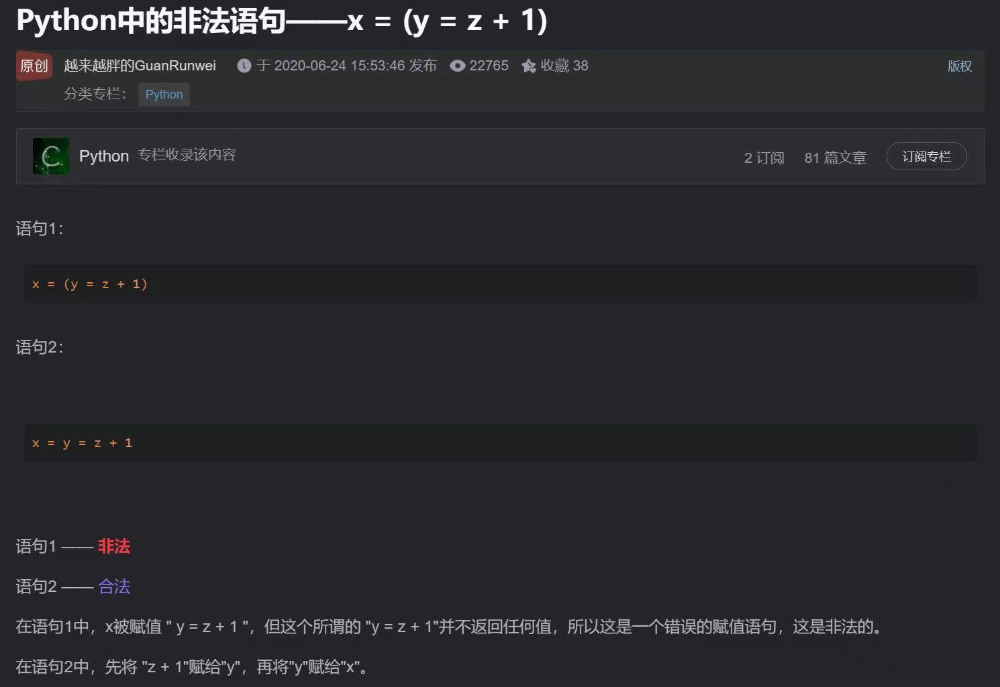 Python中的非法语句——x = (y = z + 1)
原创 越来越胖的GuanRunwei 于 2020-06-24 15:53:46 发布 22765 收藏 38 版权
分类专栏： Python
Python 专栏收录该内容 2 订阅 81 篇文章 订阅专栏
语句1：
x = (y = z + 1)
语句2：
x = y = z + 1
语句1 —— 非法
语句2 —— 合法
在语句1中，x被赋值 " y = z + 1 "，但这个所谓的 "y = z + 1"并不返回任何值，所以这是一个错误的赋值语句，这是非法的。
在语句2中，先将 "z + 1"赋给"y"，再将"y"赋给"x"。